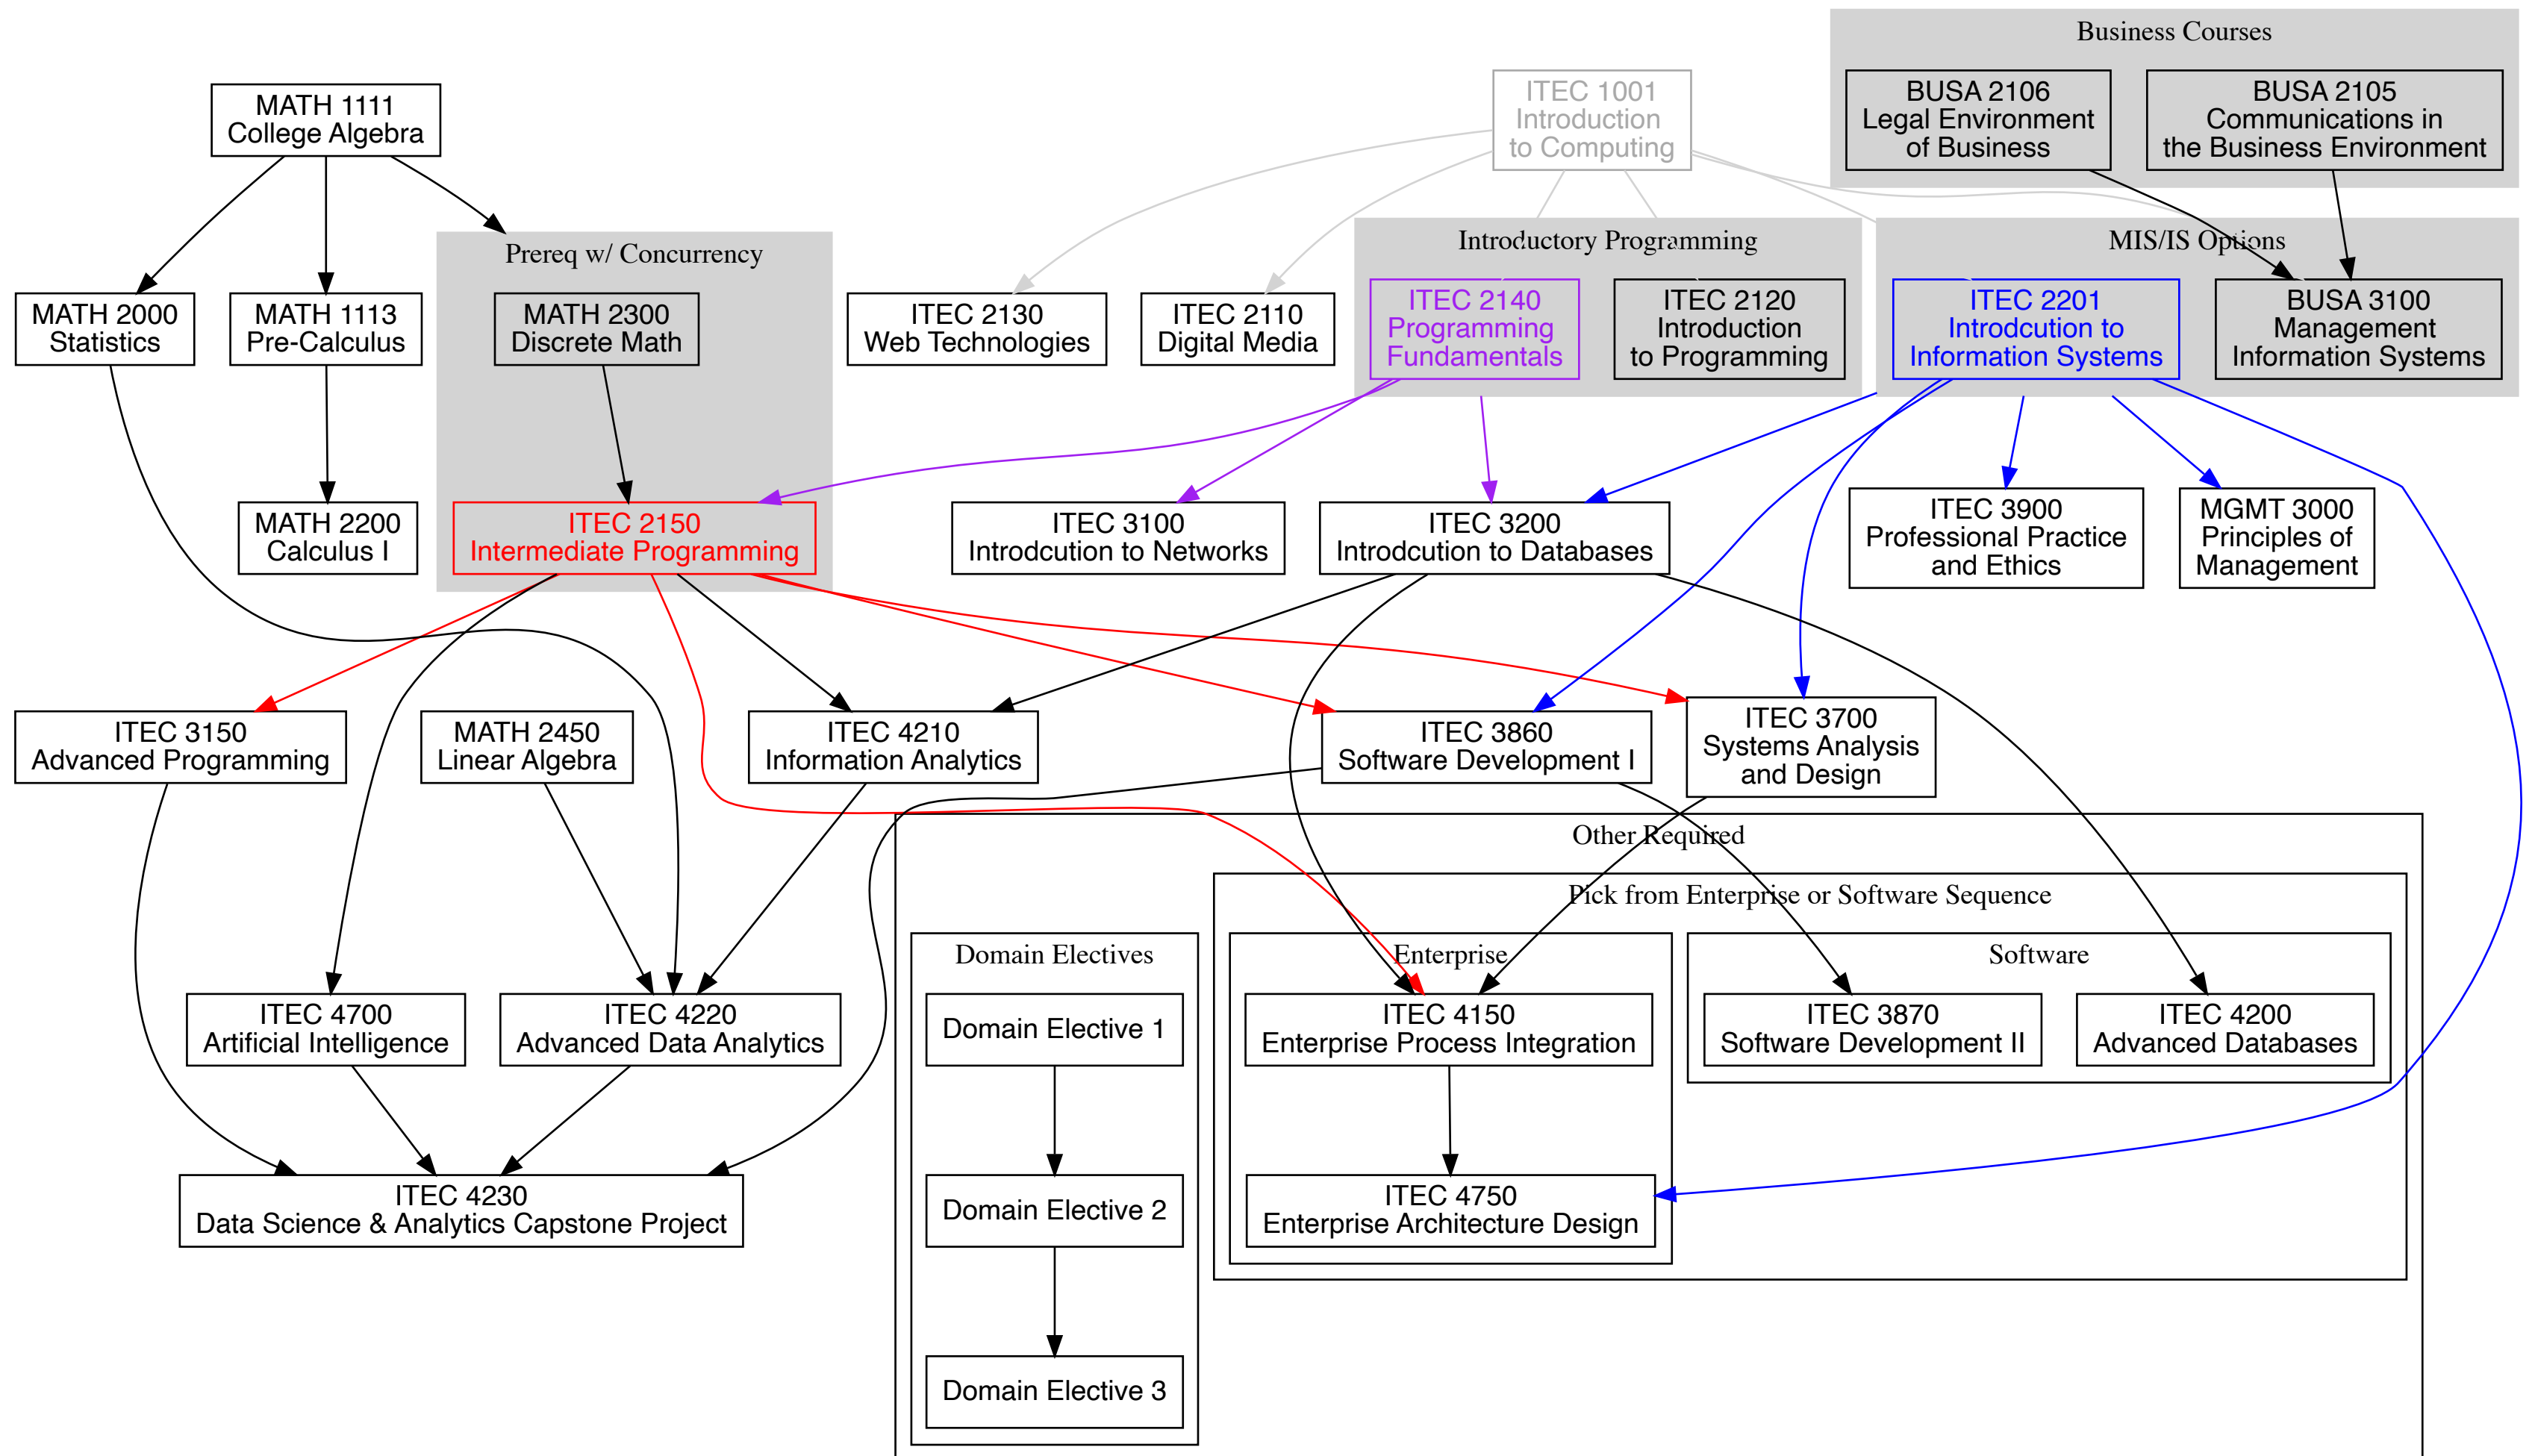 Business Courses
ITEC 1001
Introduction
to Computing
BUSA 2106
Legal Environment
of Business
BUSA 2105
Communications in
the Business Environment
MATH 1111
College Algebra
Prereq w/ Concurrency
Introductory Programming
MIS/IS Options
MATH 2000
Statistics
MATH 1113
Pre-Calculus
MATH 2300
Discrete Math
ITEC 2130
Web Technologies
ITEC 2110
Digital Media
ITEC 2140
Programming
Fundamentals
ITEC 2120
Introduction
to Programming
ITEC 2201
Introdcution to
Information Systems
BUSA 3100
Management
Information Systems
MATH 2200
Calculus I
ITEC 2150
Intermediate Programming
ITEC 3100
Introdcution to Networks
ITEC 3200
Introdcution to Databases
ITEC 3900
Professional Practice
and Ethics
MGMT 3000
Principles of
Management
ITEC 3150
Advanced Programming
MATH 2450
Linear Algebra
ITEC 4210
Information Analytics
ITEC 3860
Software Development I
ITEC 3700
Systems Analysis
and Design
Other Required
Pick from Enterprise or Software Sequence
Domain Electives
Enterprise
Software
ITEC 4700
Artificial Intelligence
ITEC 4220
Advanced Data Analytics
Domain Elective 1
ITEC 4150
Enterprise Process Integration
ITEC 3870
Software Development II
ITEC 4200
Advanced Databases
ITEC 4230
Data Science & Analytics Capstone Project
Domain Elective 2
ITEC 4750
Enterprise Architecture Design
Domain Elective 3